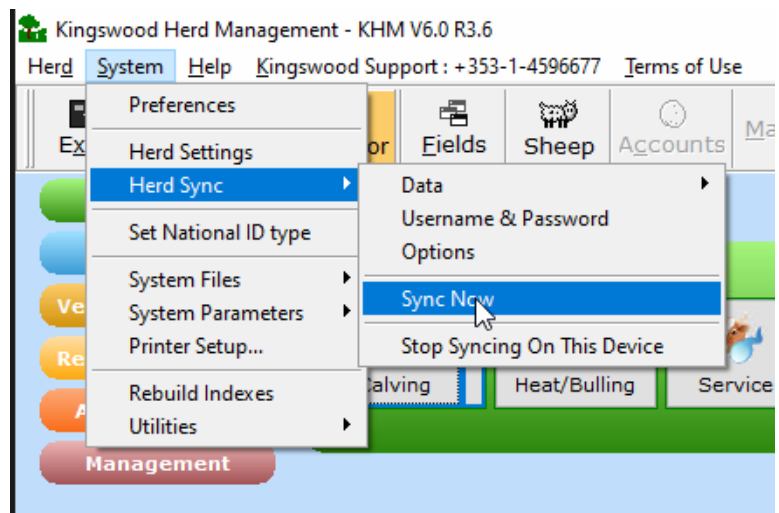 Kingswood Herd Management - KHM V6.0 R3.6
Herd System Help Kingswood Support : +353-1-4596677 Terms of Use
Fields Sheep Accounts
Preferences
Herd Settings
Herd Sync
Set National ID type
System Files
System Parameters
Printer Setup...
Rebuild Indexes
Utilities
Data
Username & Password
Options
Sync Now
Stop Syncing On This Device
Heat/Bulling Service
Management